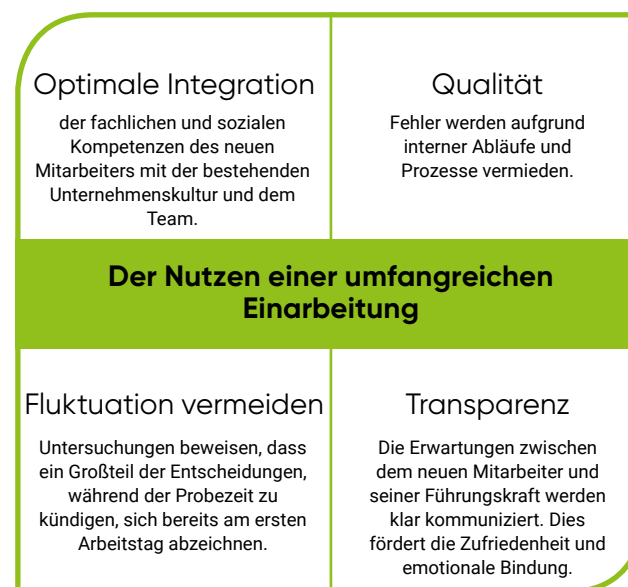 Optimale Integration
der fachlichen und sozialen
Kompetenzen des neuen
Mitarbeiters mit der bestehenden
Unternehmenskultur und dem
Team.
Qualität
Fehler werden aufgrund
interner Abläufe und
Prozesse vermieden.
Der Nutzen einer umfangreichen
Einarbeitung
Fluktuation vermeiden
Untersuchungen beweisen, dass
ein Großteil der Entscheidungen,
während der Probezeit zu
kündigen, sich bereits am ersten
Arbeitstag abzeichnen.
Transparenz
Die Erwartungen zwischen
dem neuen Mitarbeiter und
seiner Führungskraft werden
klar kommuniziert. Dies
fördert die Zufriedenheit und
emotionale Bindung.